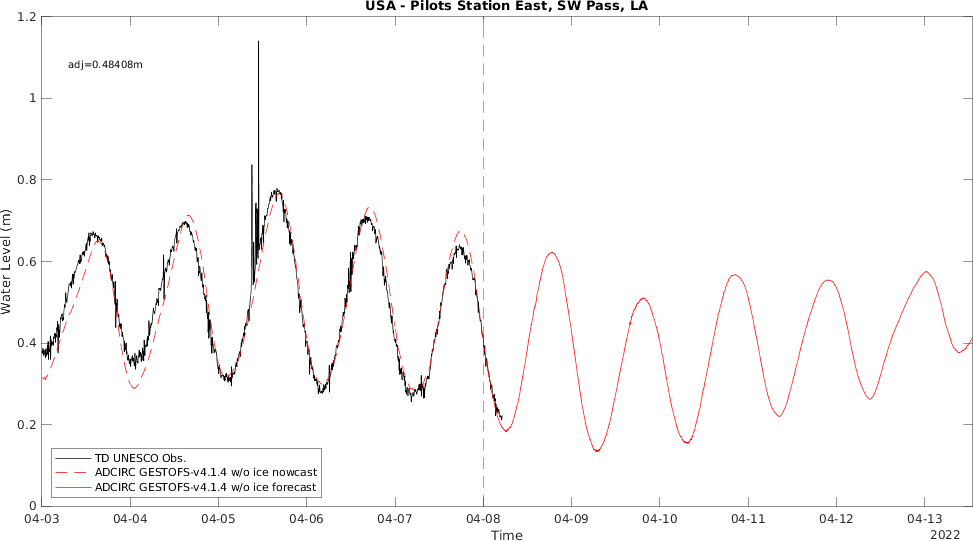 USA - Pilots Station East, SW Pass, LA
1.2
adj=0.48408m
1
0.8
0.6
0.4
0.2
0
Water Level (m)
TD UNESCO Obs.
ADCIRC GESTOFS-v4.1.4 w/o ice nowcast
ADCIRC GESTOFS-v4.1.4 w/o ice forecast
04-03 04-04 04-05 04-06 04-07 04-08 04-09 04-10 04-11 04-12 04-13
Time
2022